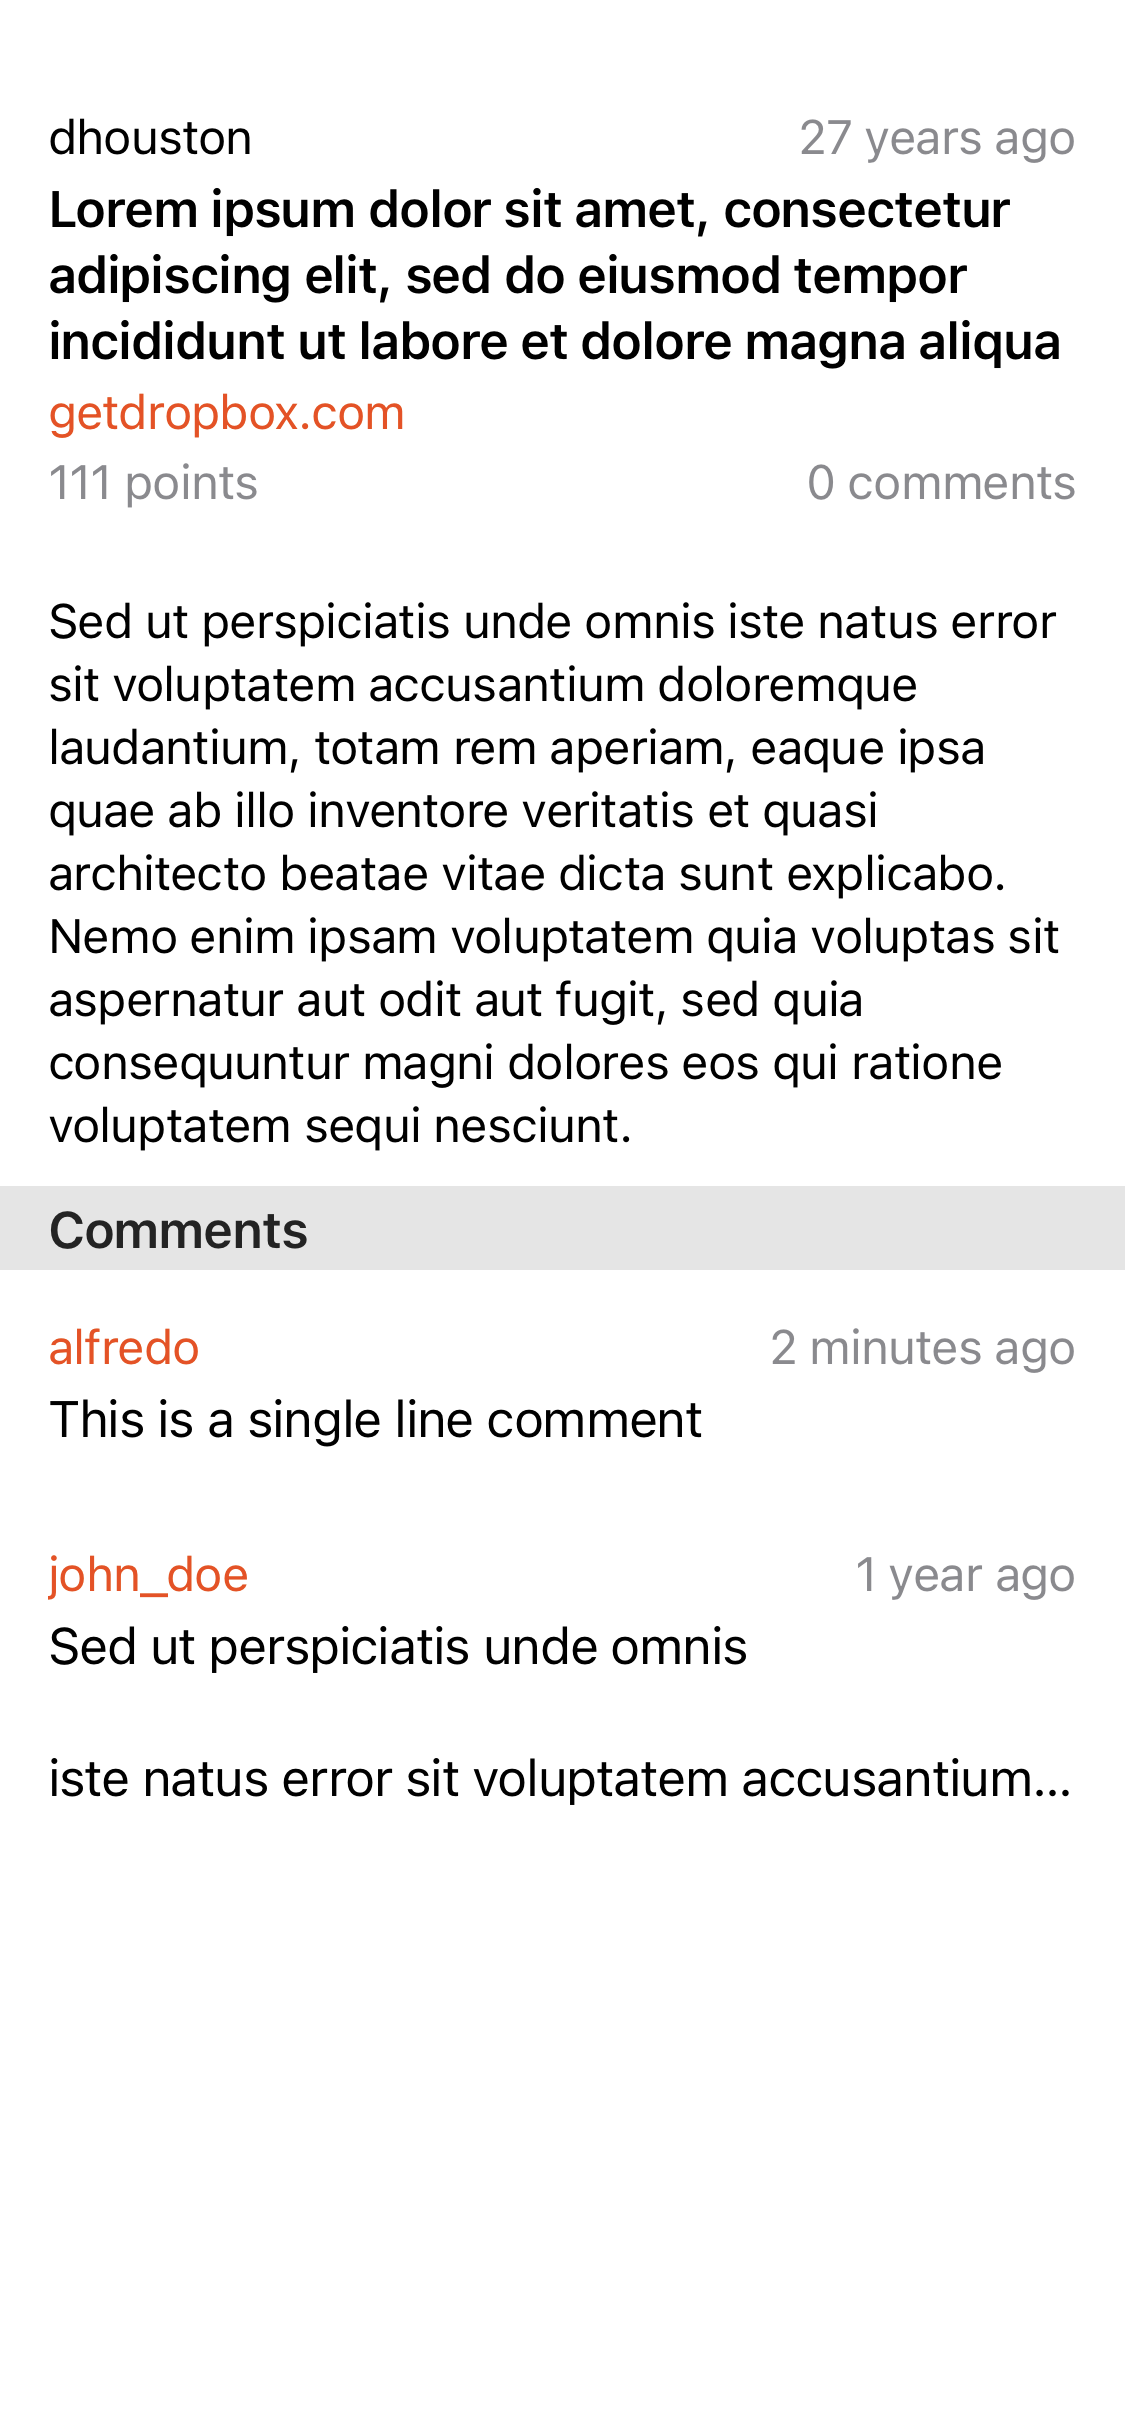 dhouston 27 years ago
Lorem ipsum dolor sit amet, consectetur
adipiscing elit, sed do eiusmod tempor
incididunt ut labore et dolore magna aliqua
getdropbox.com
111 points 0 comments
Sed ut perspiciatis unde omnis iste natus error
sit voluptatem accusantium doloremque
laudantium, totam rem aperiam, eaque ipsa
quae ab illo inventore veritatis et quasi
architecto beatae vitae dicta sunt explicabo.
Nemo enim ipsam voluptatem quia voluptas sit
aspernatur aut odit aut fugit, sed quia
consequuntur magni dolores eos qui ratione
voluptatem sequi nesciunt.
Comments
alfredo 2 minutes ago
This is a single line comment
john_doe 1 year ago
Sed ut perspiciatis unde omnis
iste natus error sit voluptatem accusantium...